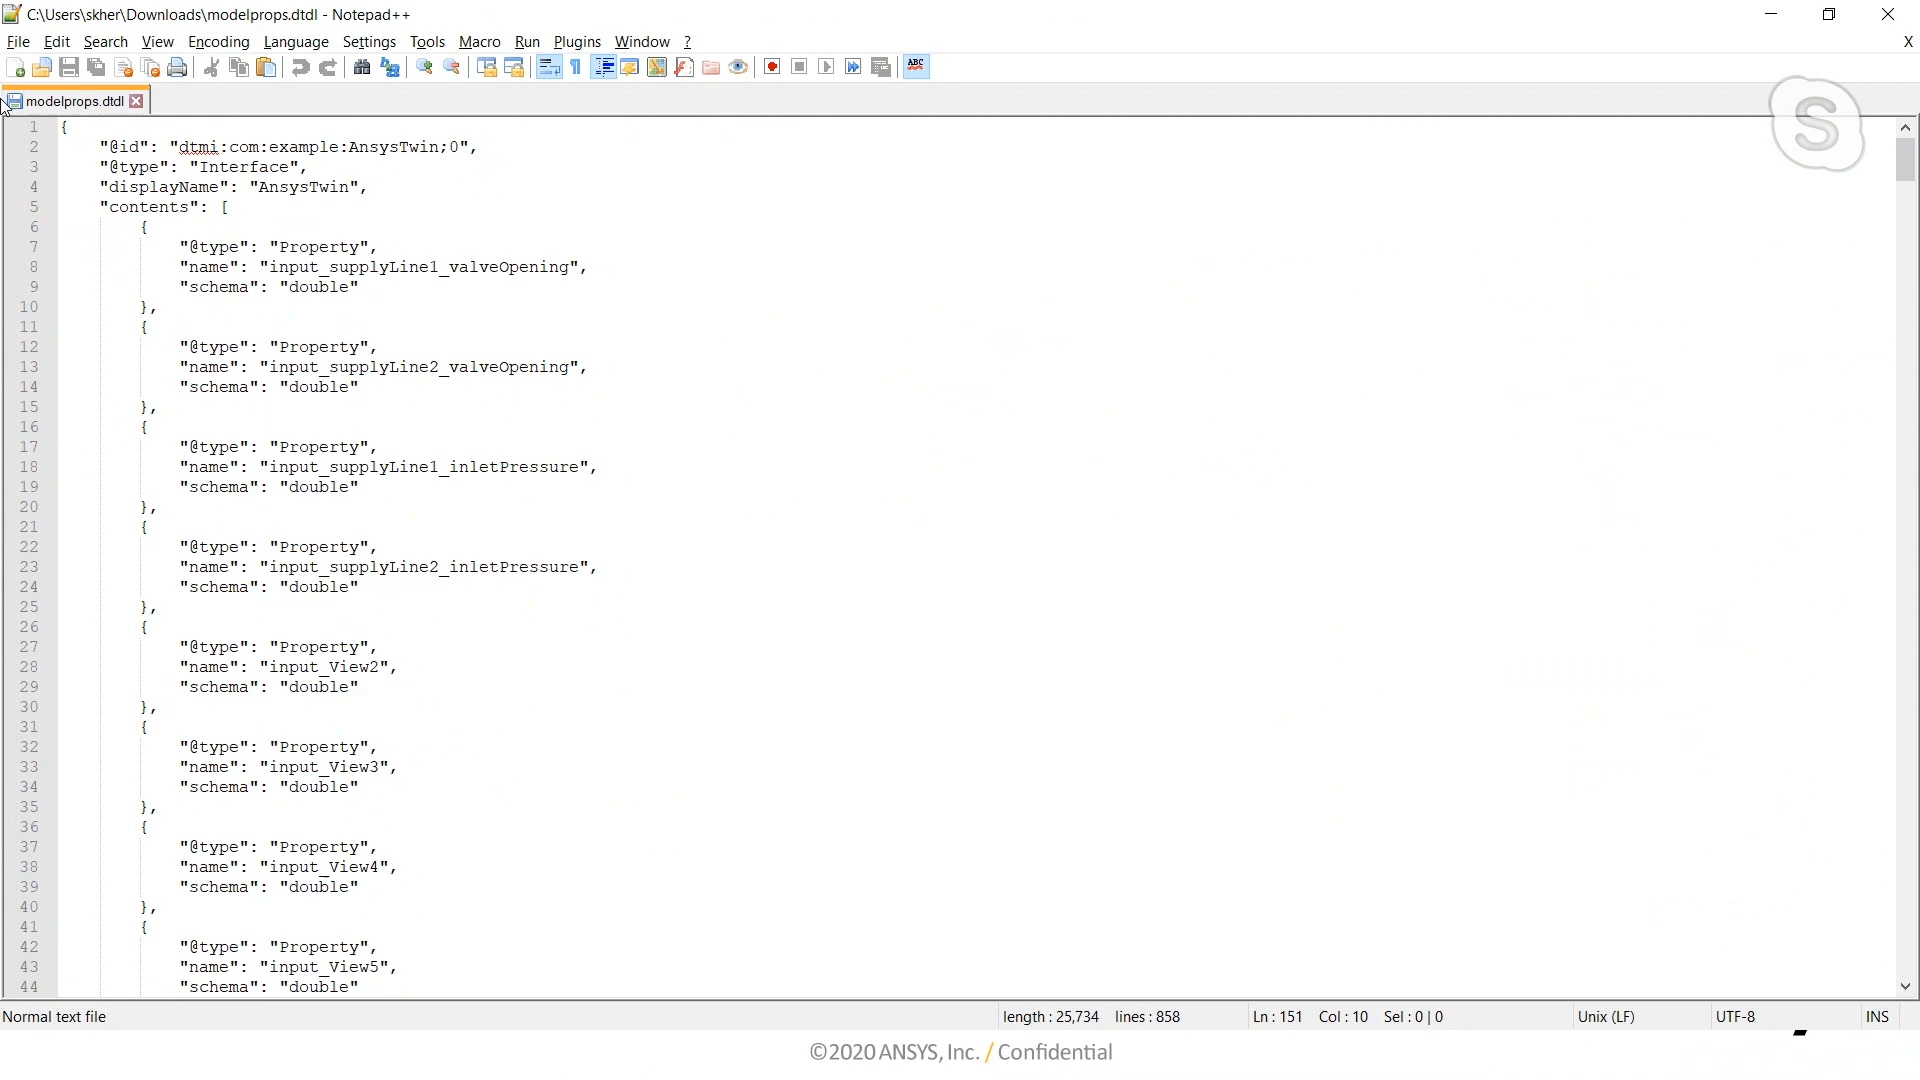 C:\Users\skher\Downloads\modelprops.dtdl - Notepad++
File Edit Search View Encoding Language Settings Tools Macro Run Plugins Window ? X
ABC
modelprops.dtdl
S
1 {
2 "@id": "dtmi:com:example:AnsysTwin;0",
3 "@type": "Interface",
4 "displayName": "AnsysTwin",
5 "contents": [
6 {
7 "@type": "Property",
8 "name": "input_supplyLine1_valveOpening",
9 "schema": "double"
10 },
11 {
12 "@type": "Property",
13 "name": "input_supplyLine2_valveOpening",
14 "schema": "double"
15 },
16 {
17 "@type": "Property",
18 "name": "input_supplyLine1_inletPressure",
19 "schema": "double"
20 },
21 {
22 "@type": "Property",
23 "name": "input_supplyLine2_inletPressure",
24 "schema": "double"
25 },
26 {
27 "@type": "Property",
28 "name": "input_View2",
29 "schema": "double"
30 },
31 {
32 "@type": "Property",
33 "name": "input_View3",
34 "schema": "double"
35 },
36 {
37 "@type": "Property",
38 "name": "input_View4",
39 "schema": "double"
40 },
41 {
42 "@type": "Property",
43 "name": "input_View5",
44 "schema": "double"
Normal text file length : 25,734 lines : 858 Ln : 151 Col : 10 Sel : 0 | 0 Unix (LF) UTF-8 INS
©2020 ANSYS, Inc. / Confidential